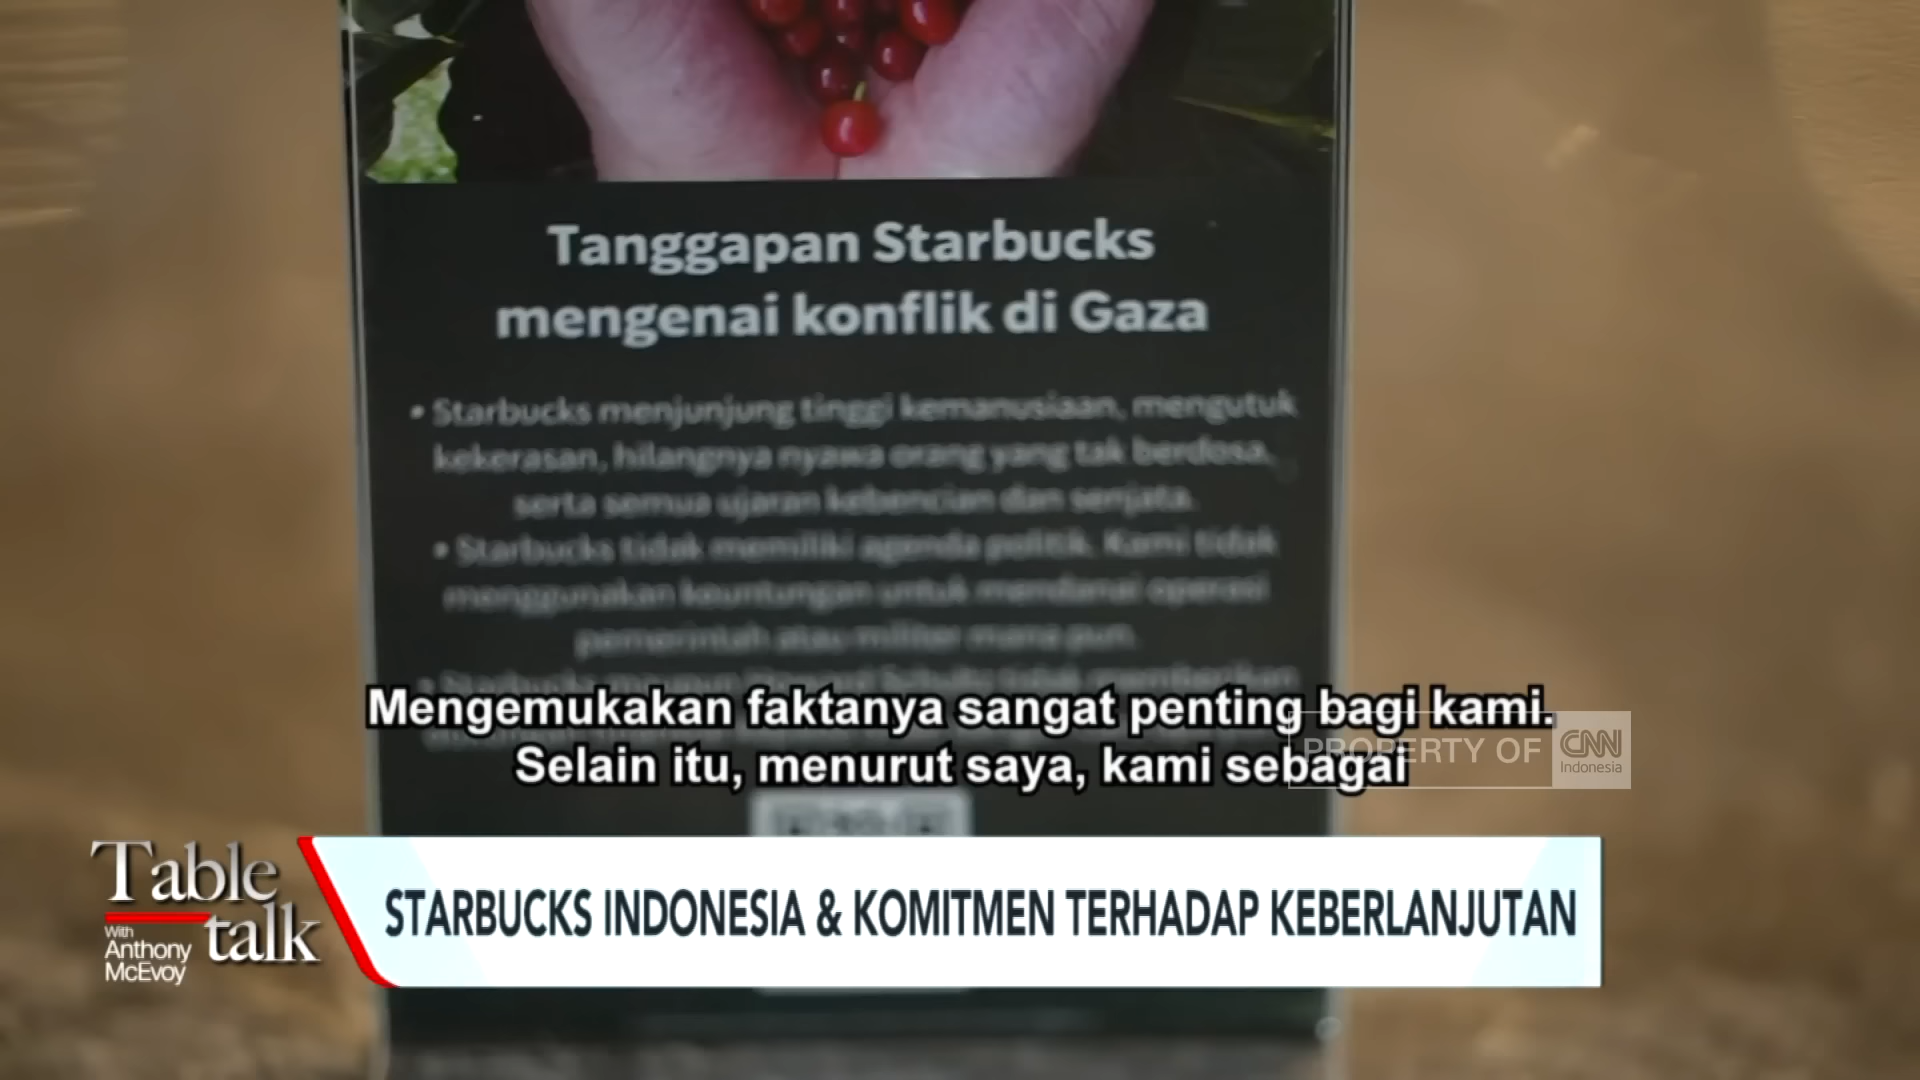 Tanggapan Starbucks
mengenai konflik di Gaza
• Starbucks menjunjung tinggi kemanusiaan, mengutuk
kekerasan, hilangnya nyawa orang yang tak berdosa,
serta semua ujaran kebencian dan senjata.
• Starbucks tidak memiliki agenda politik. Kami tidak
menggunakan keuntungan untuk mendanai operasi
pemerintah atau militer mana pun.
Mengemukakan faktanya sangat penting bagi kami.
Selain itu, menurut saya, kami sebagai
PROPERTY OF CNN Indonesia
Table talk
With Anthony McEvoy
STARBUCKS INDONESIA & KOMITMEN TERHADAP KEBERLANJUTAN